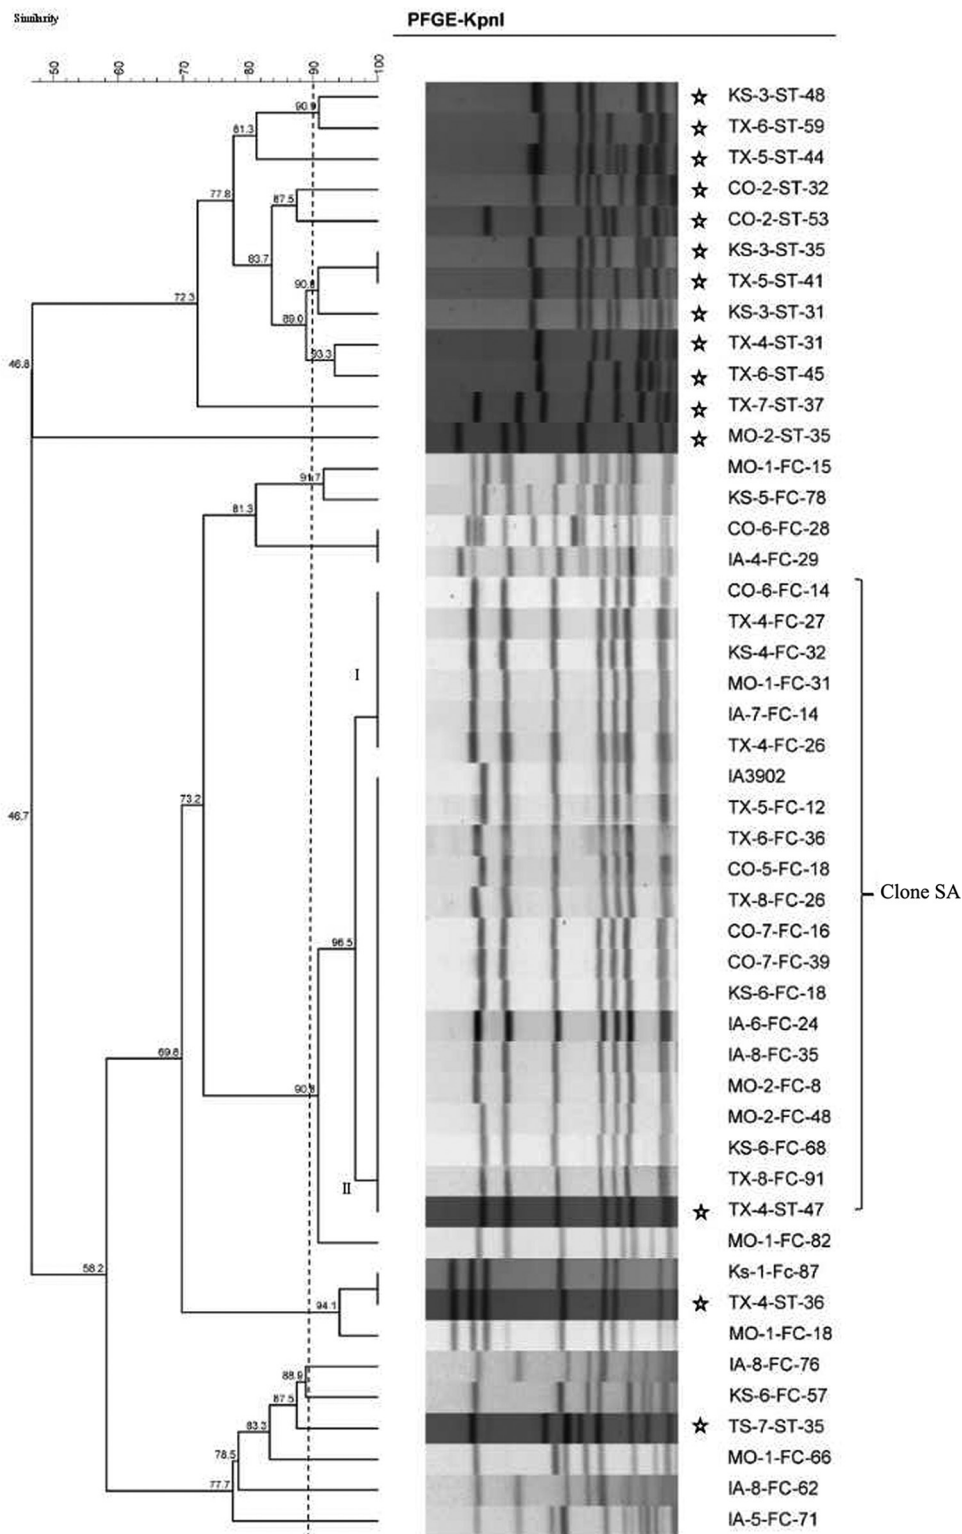 Similarity
PFGE-KpnI
50 60 70 80 90 100
☆ KS-3-ST-48
90.9
☆ TX-6-ST-59
81.3
☆ TX-5-ST-44
☆ CO-2-ST-32
77.8
87.5
☆ CO-2-ST-53
☆ KS-3-ST-35
83.7
☆ TX-5-ST-41
72.3
☆ KS-3-ST-31
89.0
☆ TX-4-ST-31
93.3
46.8
☆ TX-6-ST-45
☆ TX-7-ST-37
☆ MO-2-ST-35
MO-1-FC-15
91.7
KS-5-FC-78
81.3
CO-6-FC-28
IA-4-FC-29
CO-6-FC-14
TX-4-FC-27
KS-4-FC-32
I
MO-1-FC-31
IA-7-FC-14
TX-4-FC-26
IA3902
73.2
TX-5-FC-12
46.7
TX-6-FC-36
CO-5-FC-18
Clone SA
TX-8-FC-26
CO-7-FC-16
96.5
CO-7-FC-39
KS-6-FC-18
IA-6-FC-24
69.8
IA-8-FC-35
MO-2-FC-8
MO-2-FC-48
KS-6-FC-68
TX-8-FC-91
II
☆ TX-4-ST-47
MO-1-FC-82
58.2
Ks-1-Fc-87
94.1
☆ TX-4-ST-36
MO-1-FC-18
IA-8-FC-76
88.9
KS-6-FC-57
87.5
☆ TS-7-ST-35
83.3
MO-1-FC-66
78.5
77.7
IA-8-FC-62
IA-5-FC-71